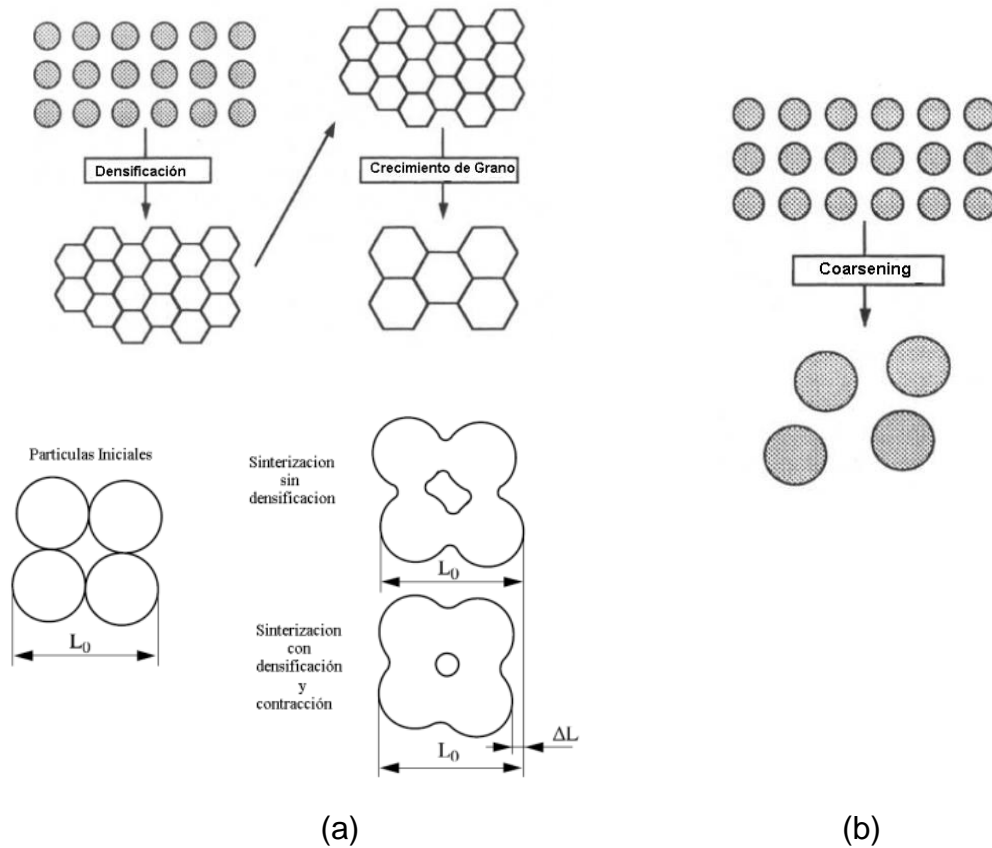 Densificación
Crecimiento de Grano
Coarsening
Particulas Iniciales
L₀
Sinterizacion
sin
densificacion
L₀
Sinterizacion
con
densificación
y
contracción
L₀
ΔL
(a)
(b)